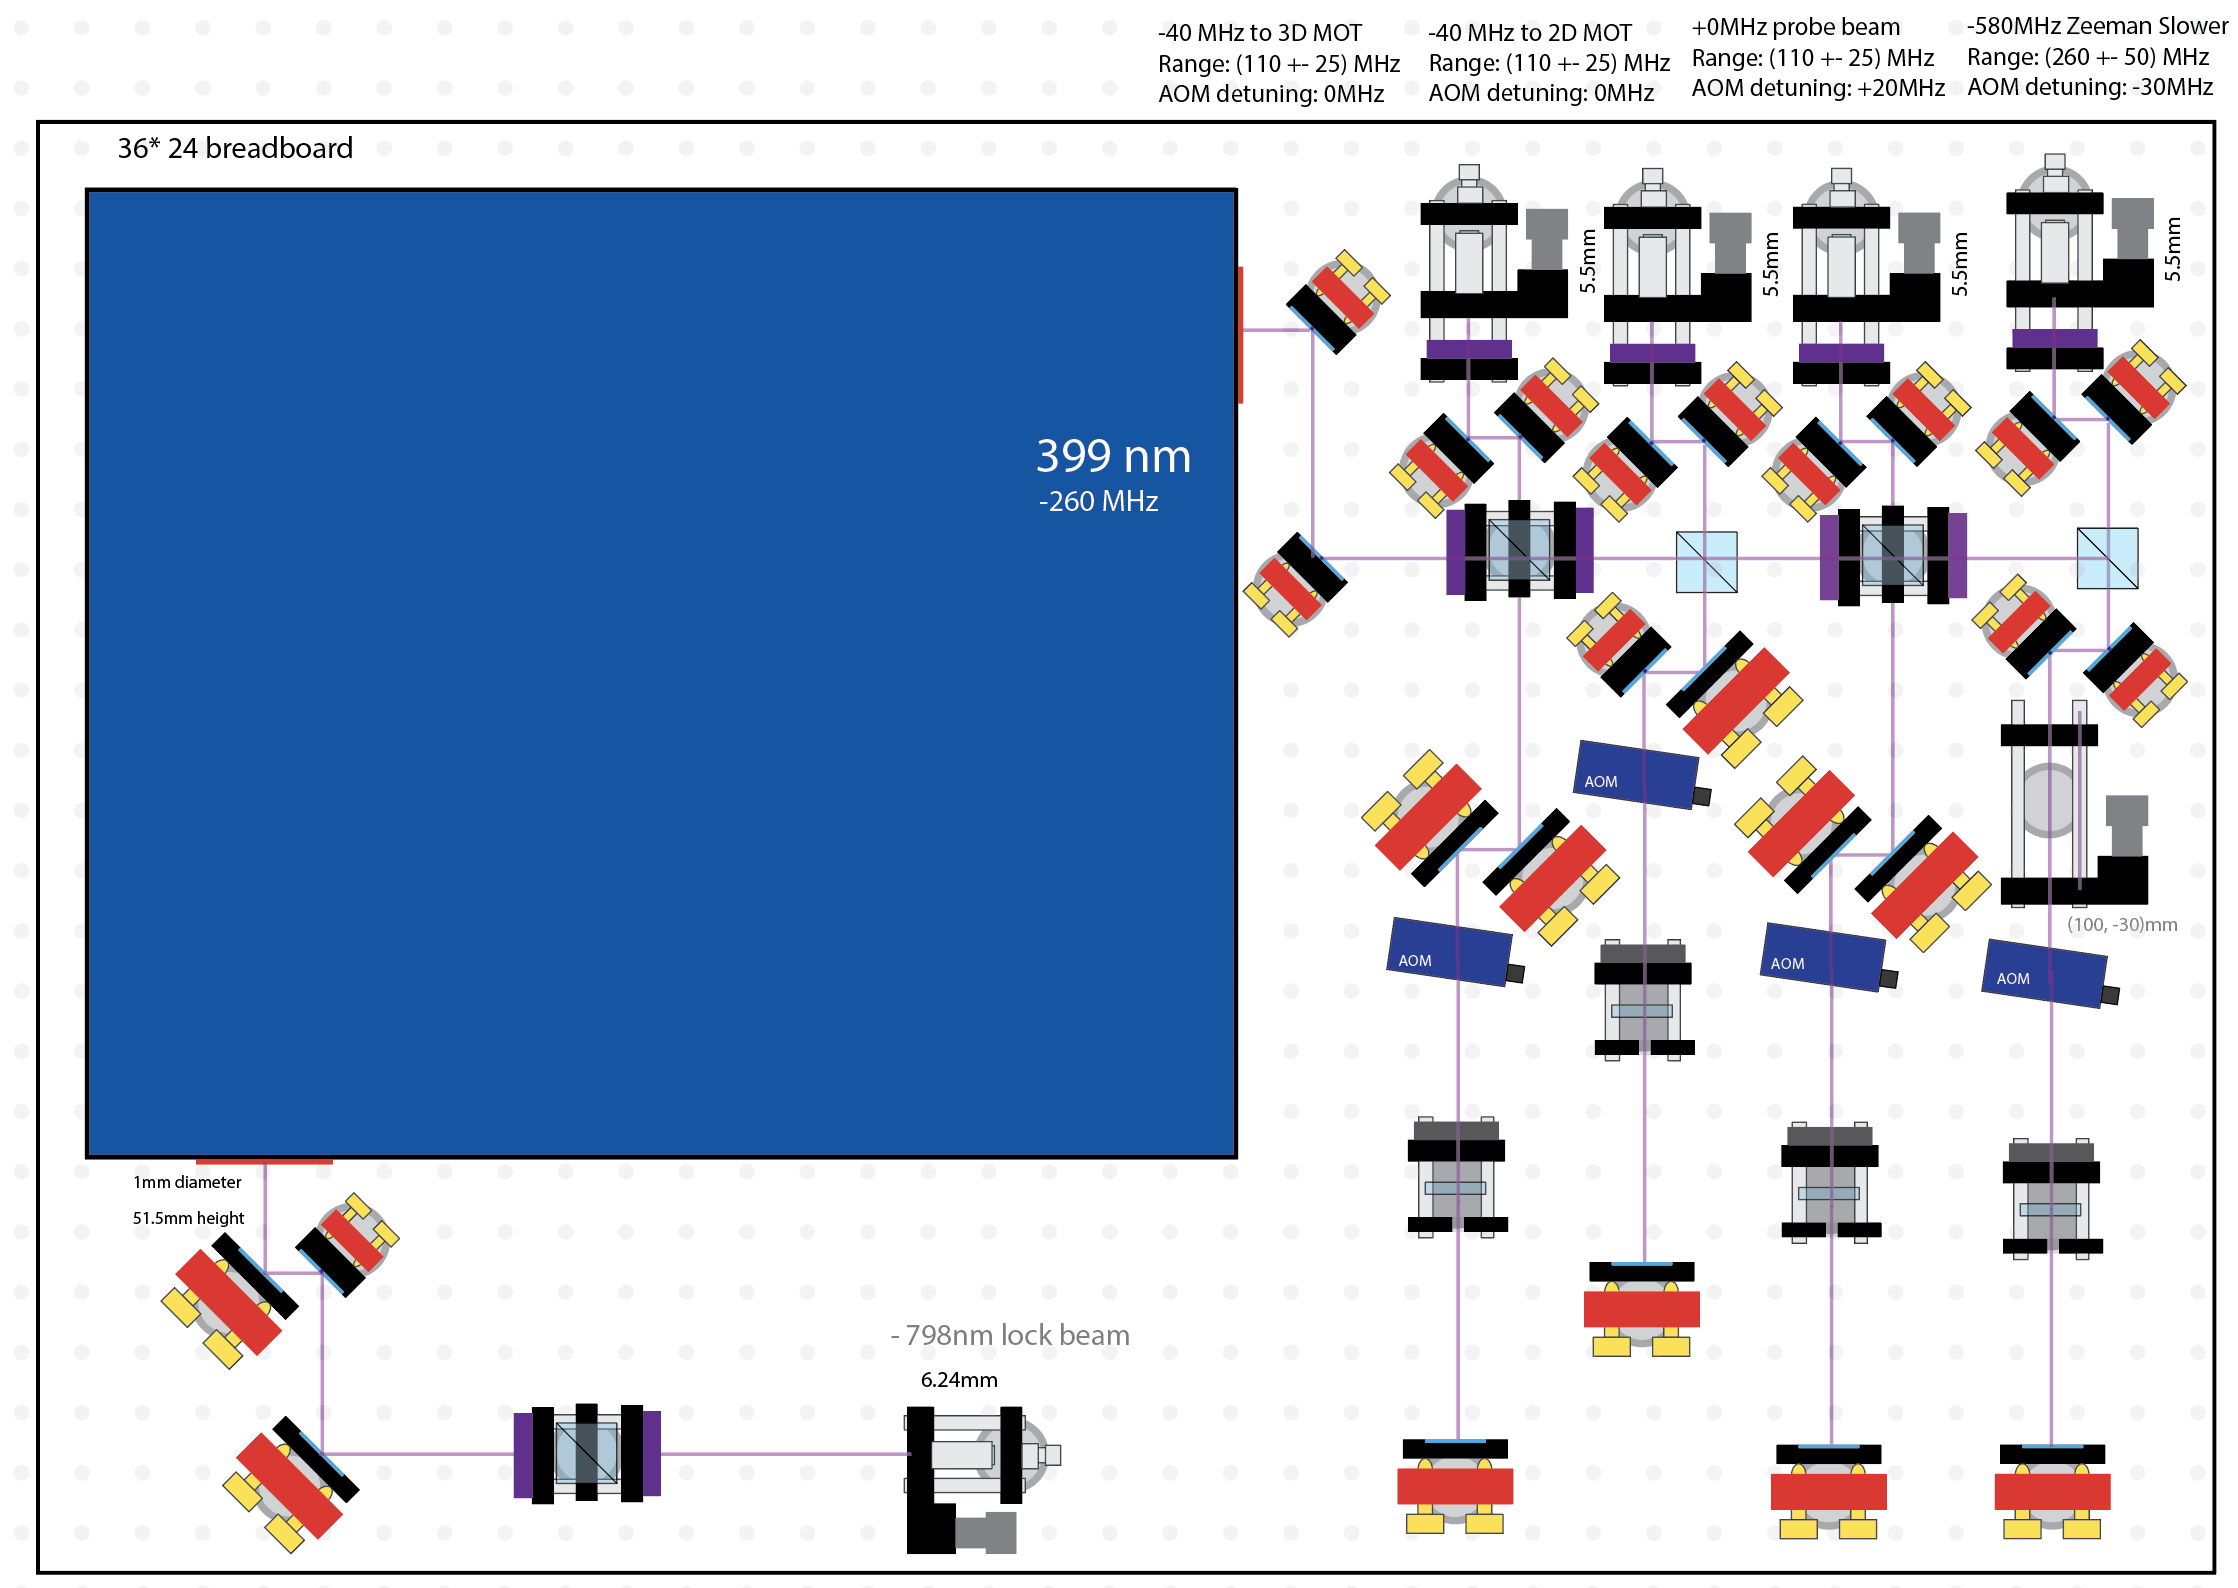 -40 MHz to 3D MOT
Range: (110 +- 25) MHz
AOM detuning: 0MHz
-40 MHz to 2D MOT
Range: (110 +- 25) MHz
AOM detuning: 0MHz
+0MHz probe beam
Range: (110 +- 25) MHz
AOM detuning: +20MHz
-580MHz Zeeman Slower
Range: (260 +- 50) MHz
AOM detuning: -30MHz
36* 24 breadboard
5.5mm
5.5mm
5.5mm
5.5mm
399 nm
-260 MHz
AOM
(100, -30)mm
AOM
AOM
AOM
1mm diameter
51.5mm height
- 798nm lock beam
6.24mm